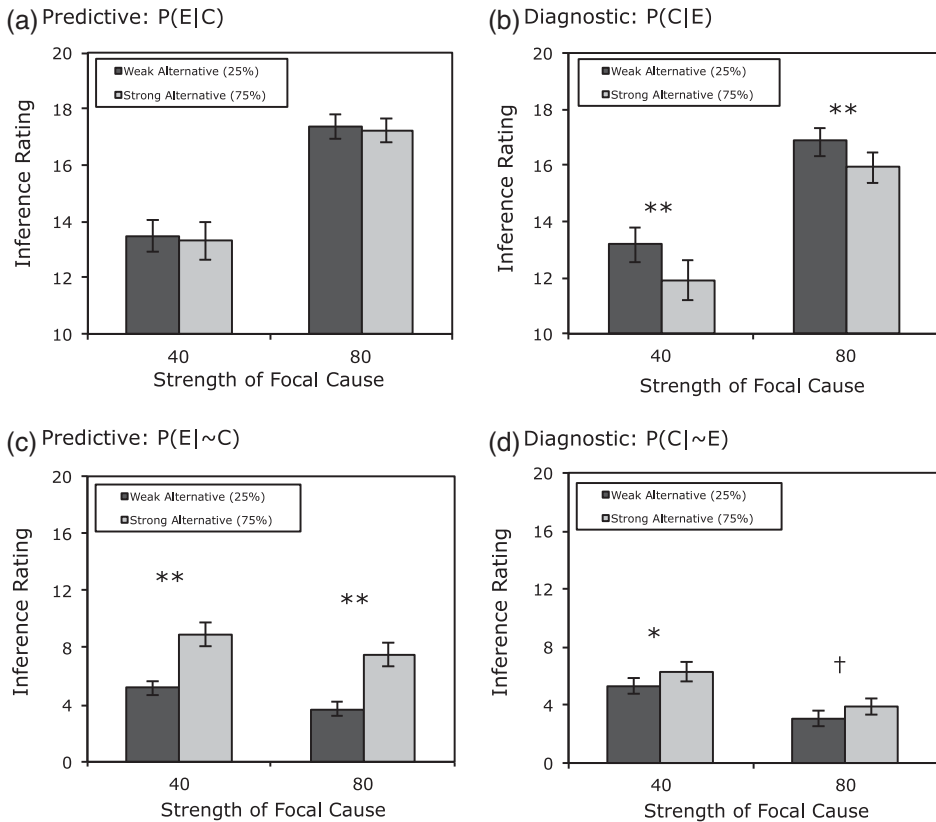 (a) Predictive: P(E|C)
20
18
16
14
12
10
Inference Rating
Weak Alternative (25%)
Strong Alternative (75%)
40
80
Strength of Focal Cause
(b) Diagnostic: P(C|E)
20
18
16
14
12
10
Inference Rating
Weak Alternative (25%)
Strong Alternative (75%)
**
**
40
80
Strength of Focal Cause
(c) Predictive: P(E|~C)
20
16
12
8
4
0
Inference Rating
Weak Alternative (25%)
Strong Alternative (75%)
**
**
40
80
Strength of Focal Cause
(d) Diagnostic: P(C|~E)
20
16
12
8
4
0
Inference Rating
Weak Alternative (25%)
Strong Alternative (75%)
*
†
40
80
Strength of Focal Cause